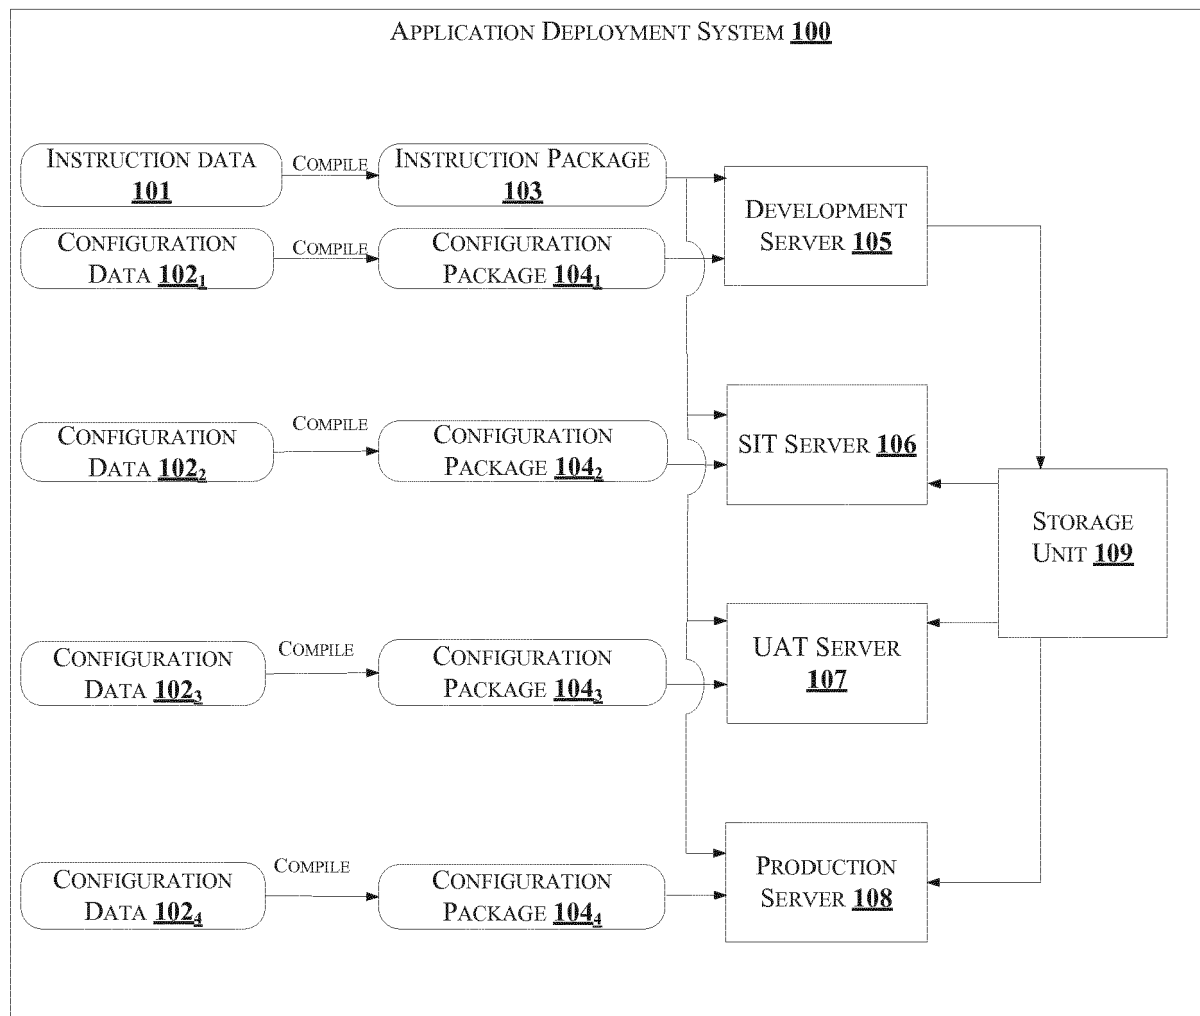 APPLICATION DEPLOYMENT SYSTEM 100
INSTRUCTION DATA
101
COMPILE
INSTRUCTION PACKAGE
103
DEVELOPMENT
SERVER 105
CONFIGURATION
DATA 102₁
COMPILE
CONFIGURATION
PACKAGE 104₁
CONFIGURATION
DATA 102₂
COMPILE
CONFIGURATION
PACKAGE 104₂
SIT SERVER 106
STORAGE
UNIT 109
CONFIGURATION
DATA 102₃
COMPILE
CONFIGURATION
PACKAGE 104₃
UAT SERVER
107
CONFIGURATION
DATA 102₄
COMPILE
CONFIGURATION
PACKAGE 104₄
PRODUCTION
SERVER 108